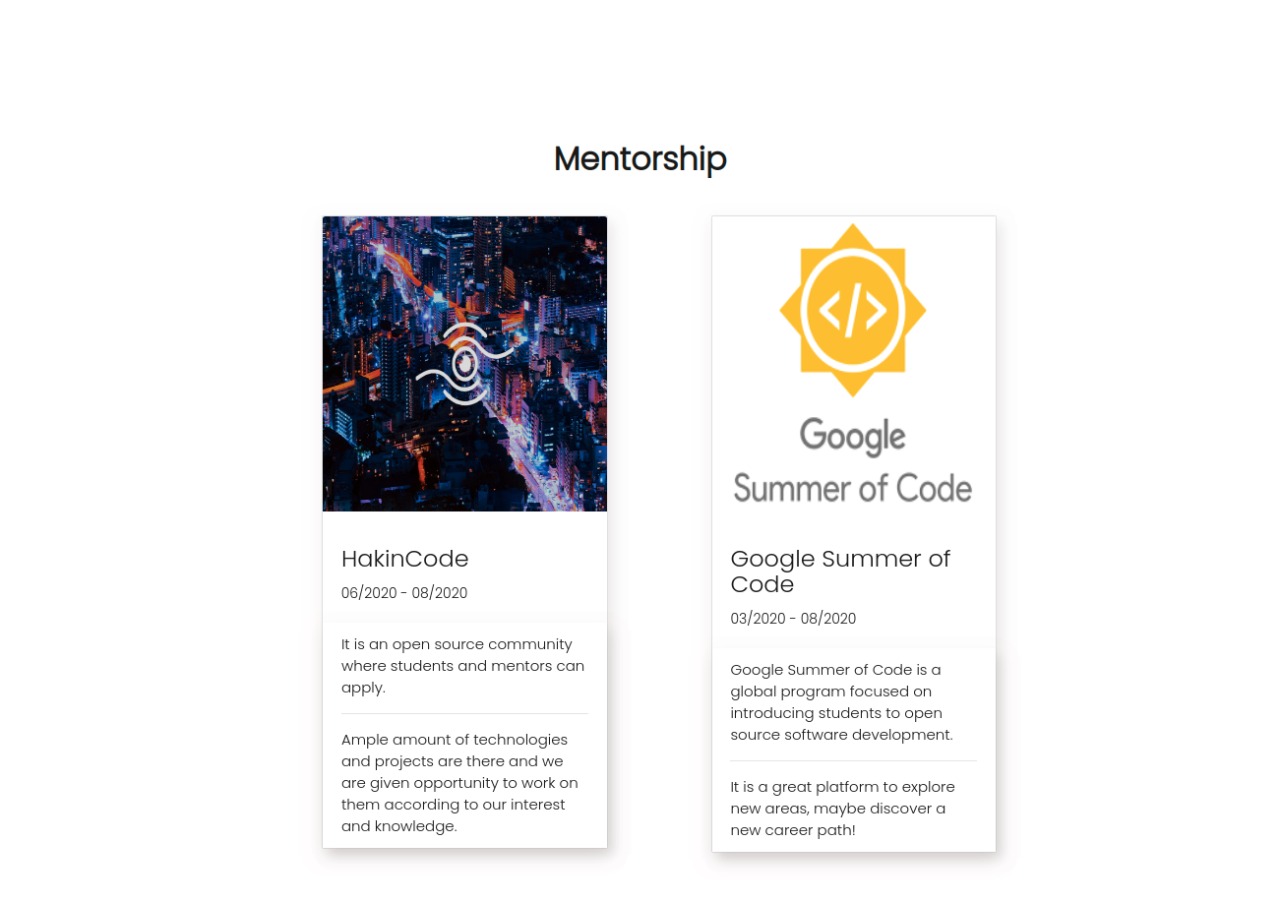 Mentorship
HakinCode
06/2020 - 08/2020
It is an open source community
where students and mentors can
apply.
Ample amount of technologies
and projects are there and we
are given opportunity to work on
them according to our interest
and knowledge.
</>
Google
Summer of Code
Google Summer of
Code
03/2020 - 08/2020
Google Summer of Code is a
global program focused on
introducing students to open
source software development.
It is a great platform to explore
new areas, maybe discover a
new career path!